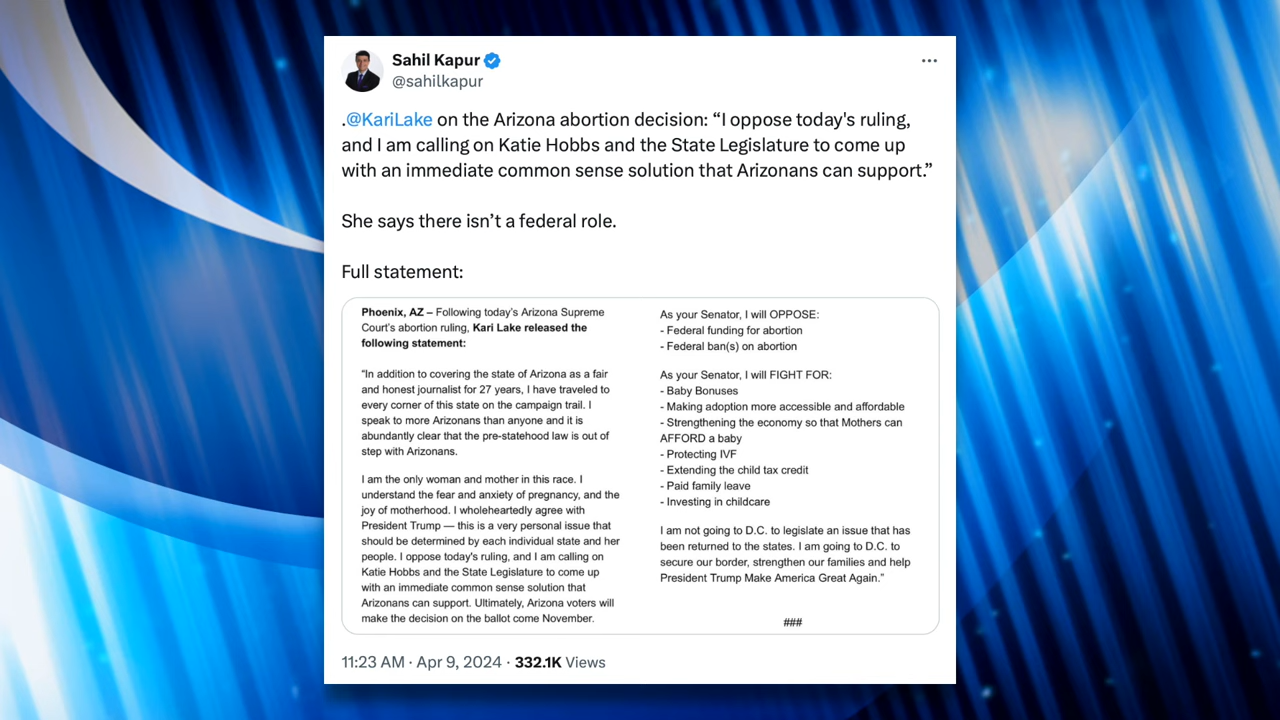 Sahil Kapur
@sahilkapur
.@KariLake on the Arizona abortion decision: “I oppose today's ruling,
and I am calling on Katie Hobbs and the State Legislature to come up
with an immediate common sense solution that Arizonans can support.”
She says there isn’t a federal role.
Full statement:
Phoenix, AZ – Following today's Arizona Supreme
Court's abortion ruling, Kari Lake released the
following statement:
“In addition to covering the state of Arizona as a fair
and honest journalist for 27 years, I have traveled to
every corner of this state on the campaign trail. I
speak to more Arizonans than anyone and it is
abundantly clear that the pre-statehood law is out of
step with Arizonans.
I am the only woman and mother in this race. I
understand the fear and anxiety of pregnancy, and the
joy of motherhood. I wholeheartedly agree with
President Trump — this is a very personal issue that
should be determined by each individual state and her
people. I oppose today's ruling, and I am calling on
Katie Hobbs and the State Legislature to come up
with an immediate common sense solution that
Arizonans can support. Ultimately, Arizona voters will
make the decision on the ballot come November.
As your Senator, I will OPPOSE:
- Federal funding for abortion
- Federal ban(s) on abortion
As your Senator, I will FIGHT FOR:
- Baby Bonuses
- Making adoption more accessible and affordable
- Strengthening the economy so that Mothers can
AFFORD a baby
- Protecting IVF
- Extending the child tax credit
- Paid family leave
- Investing in childcare
I am not going to D.C. to legislate an issue that has
been returned to the states. I am going to D.C. to
secure our border, strengthen our families and help
President Trump Make America Great Again.”
###
11:23 AM · Apr 9, 2024 · 332.1K Views